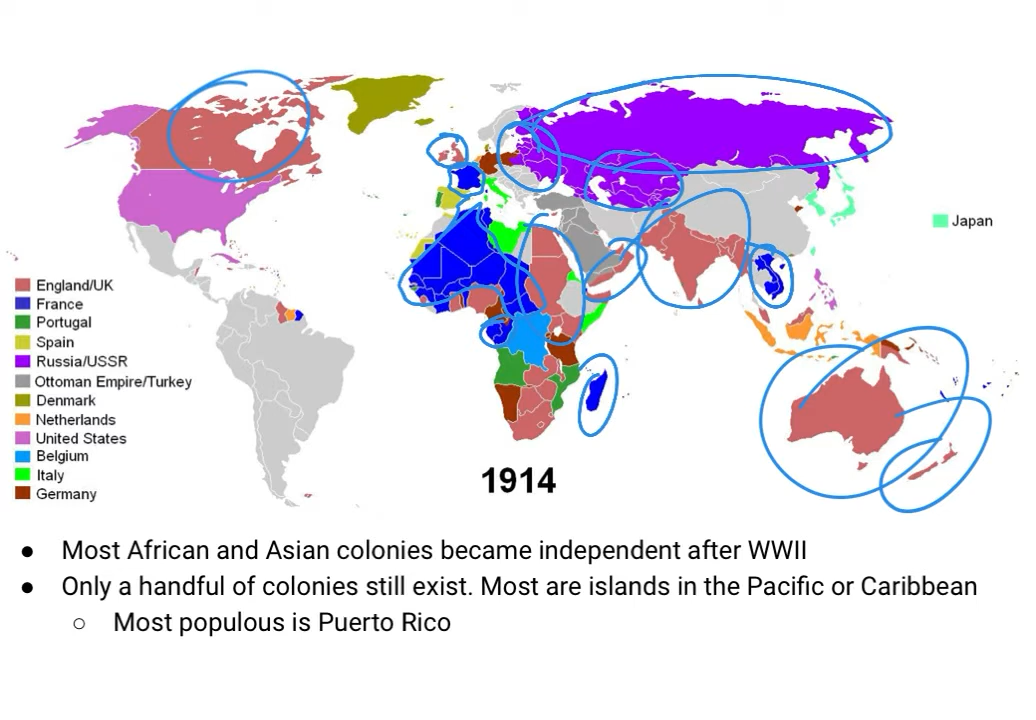 Japan
England/UK
France
Portugal
Spain
Russia/USSR
Ottoman Empire/Turkey
Denmark
Netherlands
United States
Belgium
Italy
Germany
1914
● Most African and Asian colonies became independent after WWII
● Only a handful of colonies still exist. Most are islands in the Pacific or Caribbean
○ Most populous is Puerto Rico